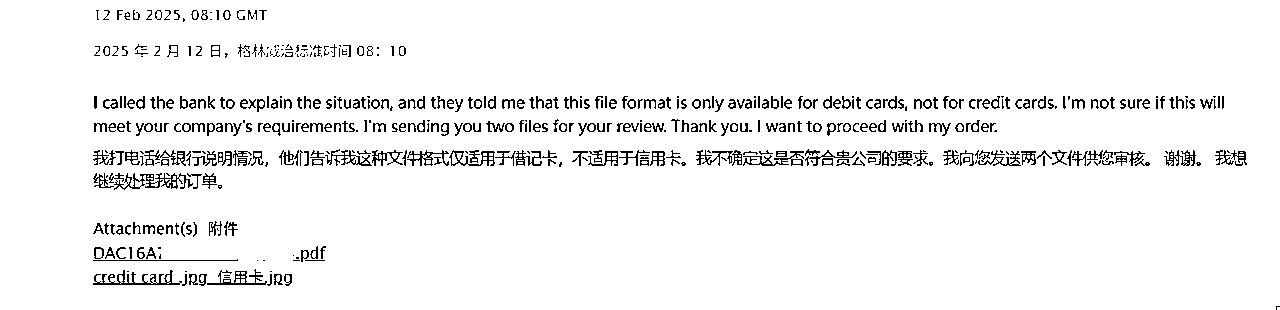 12 Feb 2025, 08:10 GMT
2025 年 2 月 12 日，格林威治标准时间 08：10
I called the bank to explain the situation, and they told me that this file format is only available for debit cards, not for credit cards. I'm not sure if this will
meet your company's requirements. I'm sending you two files for your review. Thank you. I want to proceed with my order.
我打电话给银行说明情况，他们告诉我这种文件格式仅适用于借记卡，不适用于信用卡。我不确定这是否符合贵公司的要求。我向您发送两个文件供您审核。 谢谢。 我想
继续处理我的订单。
Attachment(s) 附件
DAC16A .pdf
credit card .jpg 信用卡.jpg